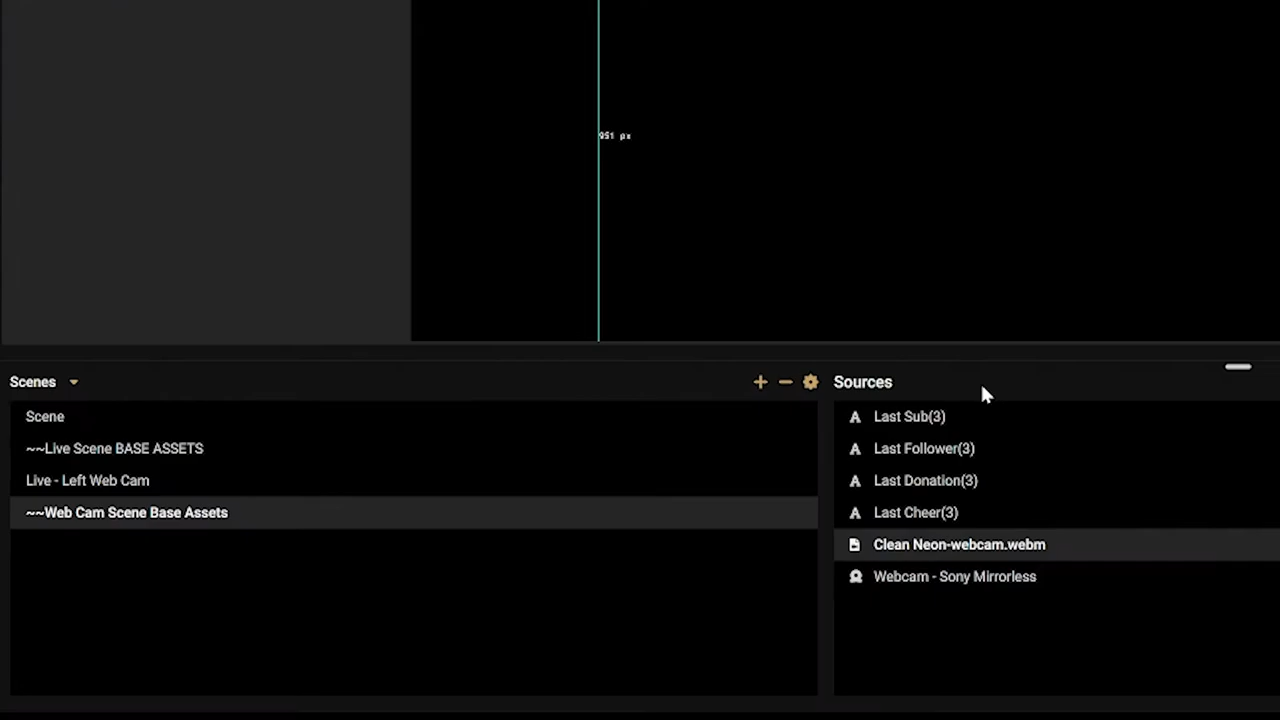 951 px
Scenes
Sources
Scene
~~Live Scene BASE ASSETS
Live - Left Web Cam
~~Web Cam Scene Base Assets
Last Sub(3)
Last Follower(3)
Last Donation(3)
Last Cheer(3)
Clean Neon-webcam.webm
Webcam - Sony Mirrorless